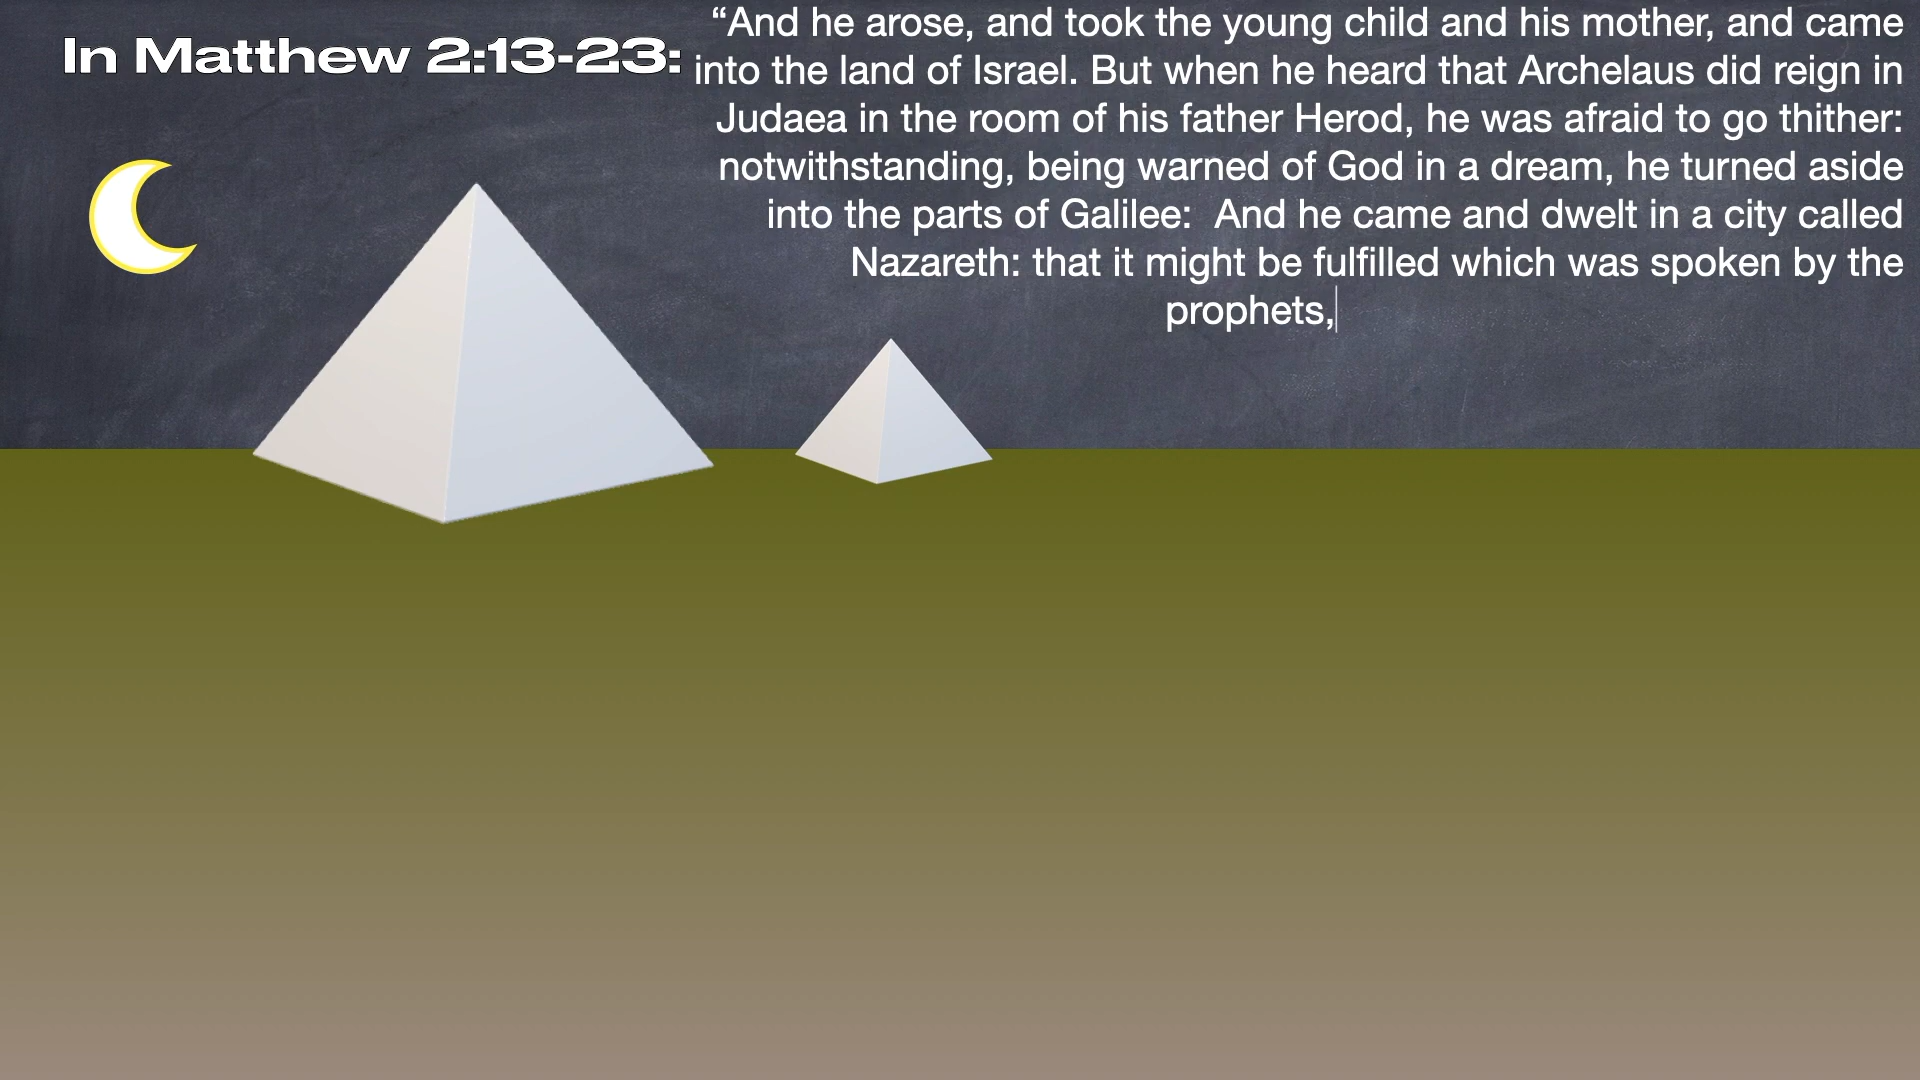 In Matthew 2:13-23:
“And he arose, and took the young child and his mother, and came
into the land of Israel. But when he heard that Archelaus did reign in
Judaea in the room of his father Herod, he was afraid to go thither:
notwithstanding, being warned of God in a dream, he turned aside
into the parts of Galilee:  And he came and dwelt in a city called
Nazareth: that it might be fulfilled which was spoken by the
prophets,